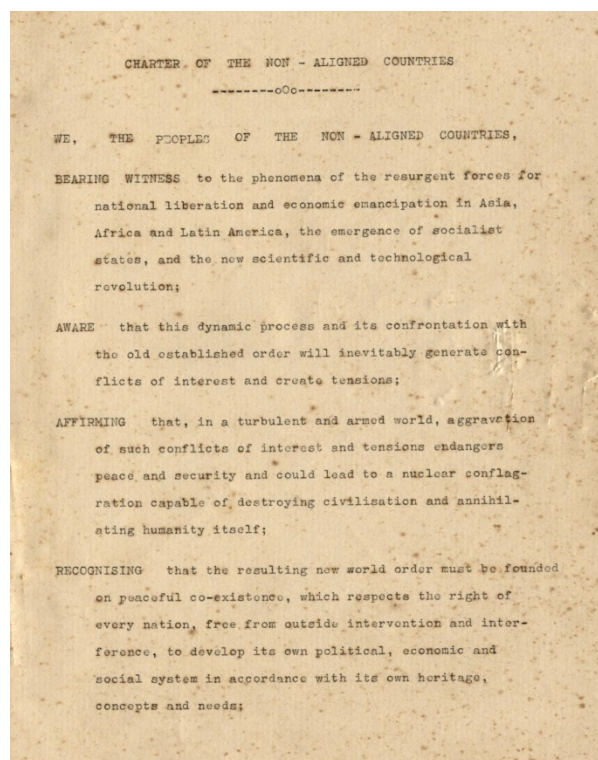 CHARTER OF THE NON - ALIGNED COUNTRIES
--------oOo--------
WE, THE PEOPLES OF THE NON - ALIGNED COUNTRIES,
BEARING WITNESS to the phenomena of the resurgent forces for
national liberation and economic emancipation in Asia,
Africa and Latin America, the emergence of socialist
states, and the new scientific and technological
revolution;
AWARE that this dynamic process and its confrontation with
the old established order will inevitably generate con-
flicts of interest and create tensions;
AFFIRMING that, in a turbulent and armed world, aggravation
of such conflicts of interest and tensions endangers
peace and security and could lead to a nuclear conflag-
ration capable of destroying civilisation and annihil-
ating humanity itself;
RECOGNISING that the resulting new world order must be founded
on peaceful co-existence, which respects the right of
every nation, free from outside intervention and inter-
ference, to develop its own political, economic and
social system in accordance with its own heritage,
concepts and needs;